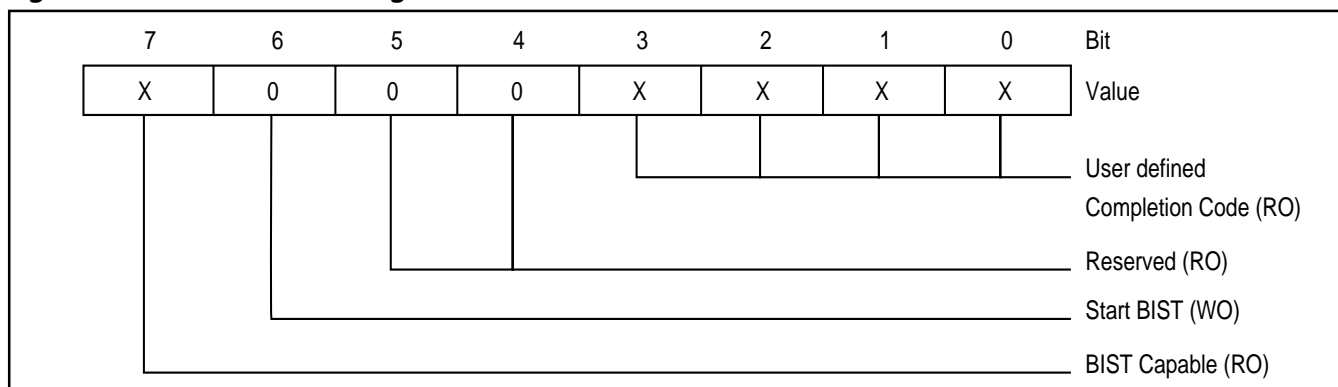 7 6 5 4 3 2 1 0 Bit
X 0 0 0 X X X X Value
User defined
Completion Code (RO)
Reserved (RO)
Start BIST (WO)
BIST Capable (RO)